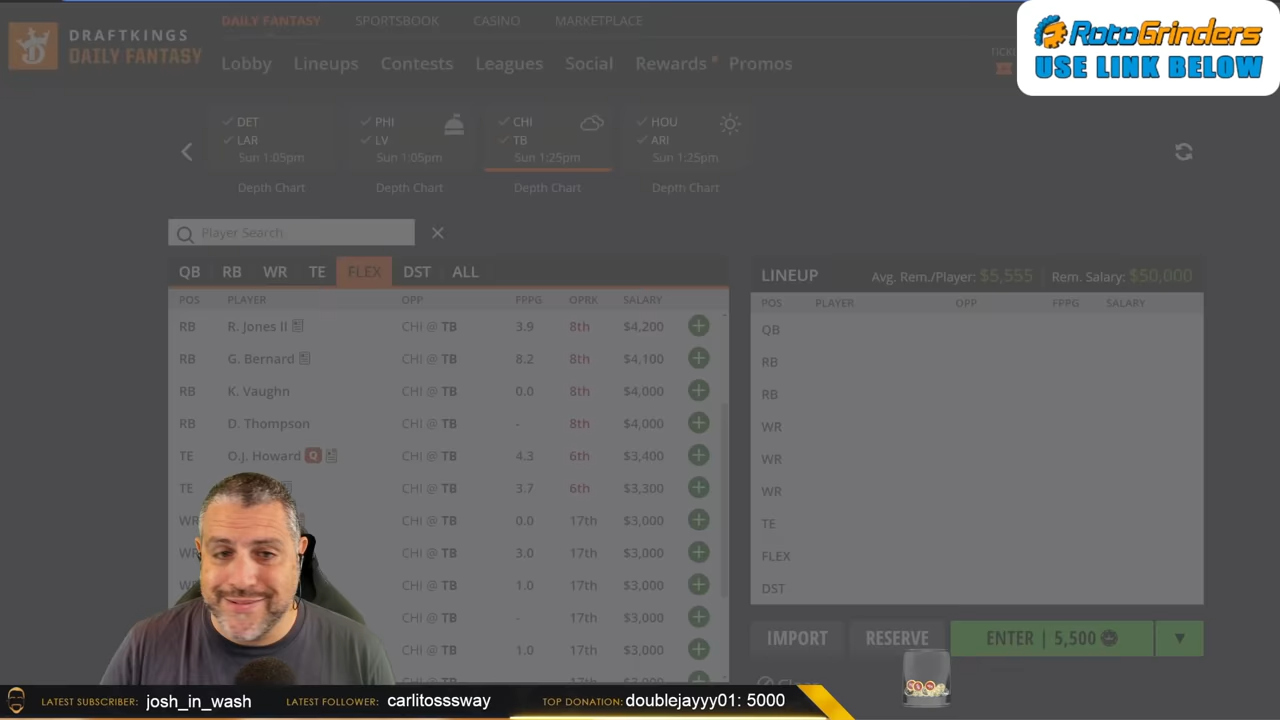 DAILY FANTASY SPORTSBOOK CASINO MARKETPLACE
DRAFTKINGS
DAILY FANTASY
Lobby Lineups Contests Leagues Social Rewards Promos
RotoGrinders
USE LINK BELOW
DET
LAR
Sun 1:05pm
Depth Chart
PHI
LV
Sun 1:05pm
Depth Chart
CHI
TB
Sun 1:25pm
Depth Chart
HOU
ARI
Sun 1:25pm
Depth Chart
Player Search
QB RB WR TE FLEX DST ALL
POS PLAYER OPP FPPG OPRK SALARY
RB R. Jones II CHI @ TB 3.9 8th $4,200
RB G. Bernard CHI @ TB 8.2 8th $4,100
RB K. Vaughn CHI @ TB 0.0 8th $4,000
RB D. Thompson CHI @ TB - 8th $4,000
TE O.J. Howard Q CHI @ TB 4.3 6th $3,400
TE CHI @ TB 3.7 6th $3,300
WR CHI @ TB 0.0 17th $3,000
WR CHI @ TB 3.0 17th $3,000
WR CHI @ TB 1.0 17th $3,000
CHI @ TB - 17th $3,000
CHI @ TB 1.0 17th $3,000
LINEUP Avg. Rem./Player: $5,555 Rem. Salary: $50,000
POS PLAYER OPP FPPG SALARY
QB
RB
RB
WR
WR
WR
TE
FLEX
DST
IMPORT RESERVE ENTER | 5,500
LATEST SUBSCRIBER: josh_in_wash LATEST FOLLOWER: carlitosssway TOP DONATION: doublejayyy01: 5000